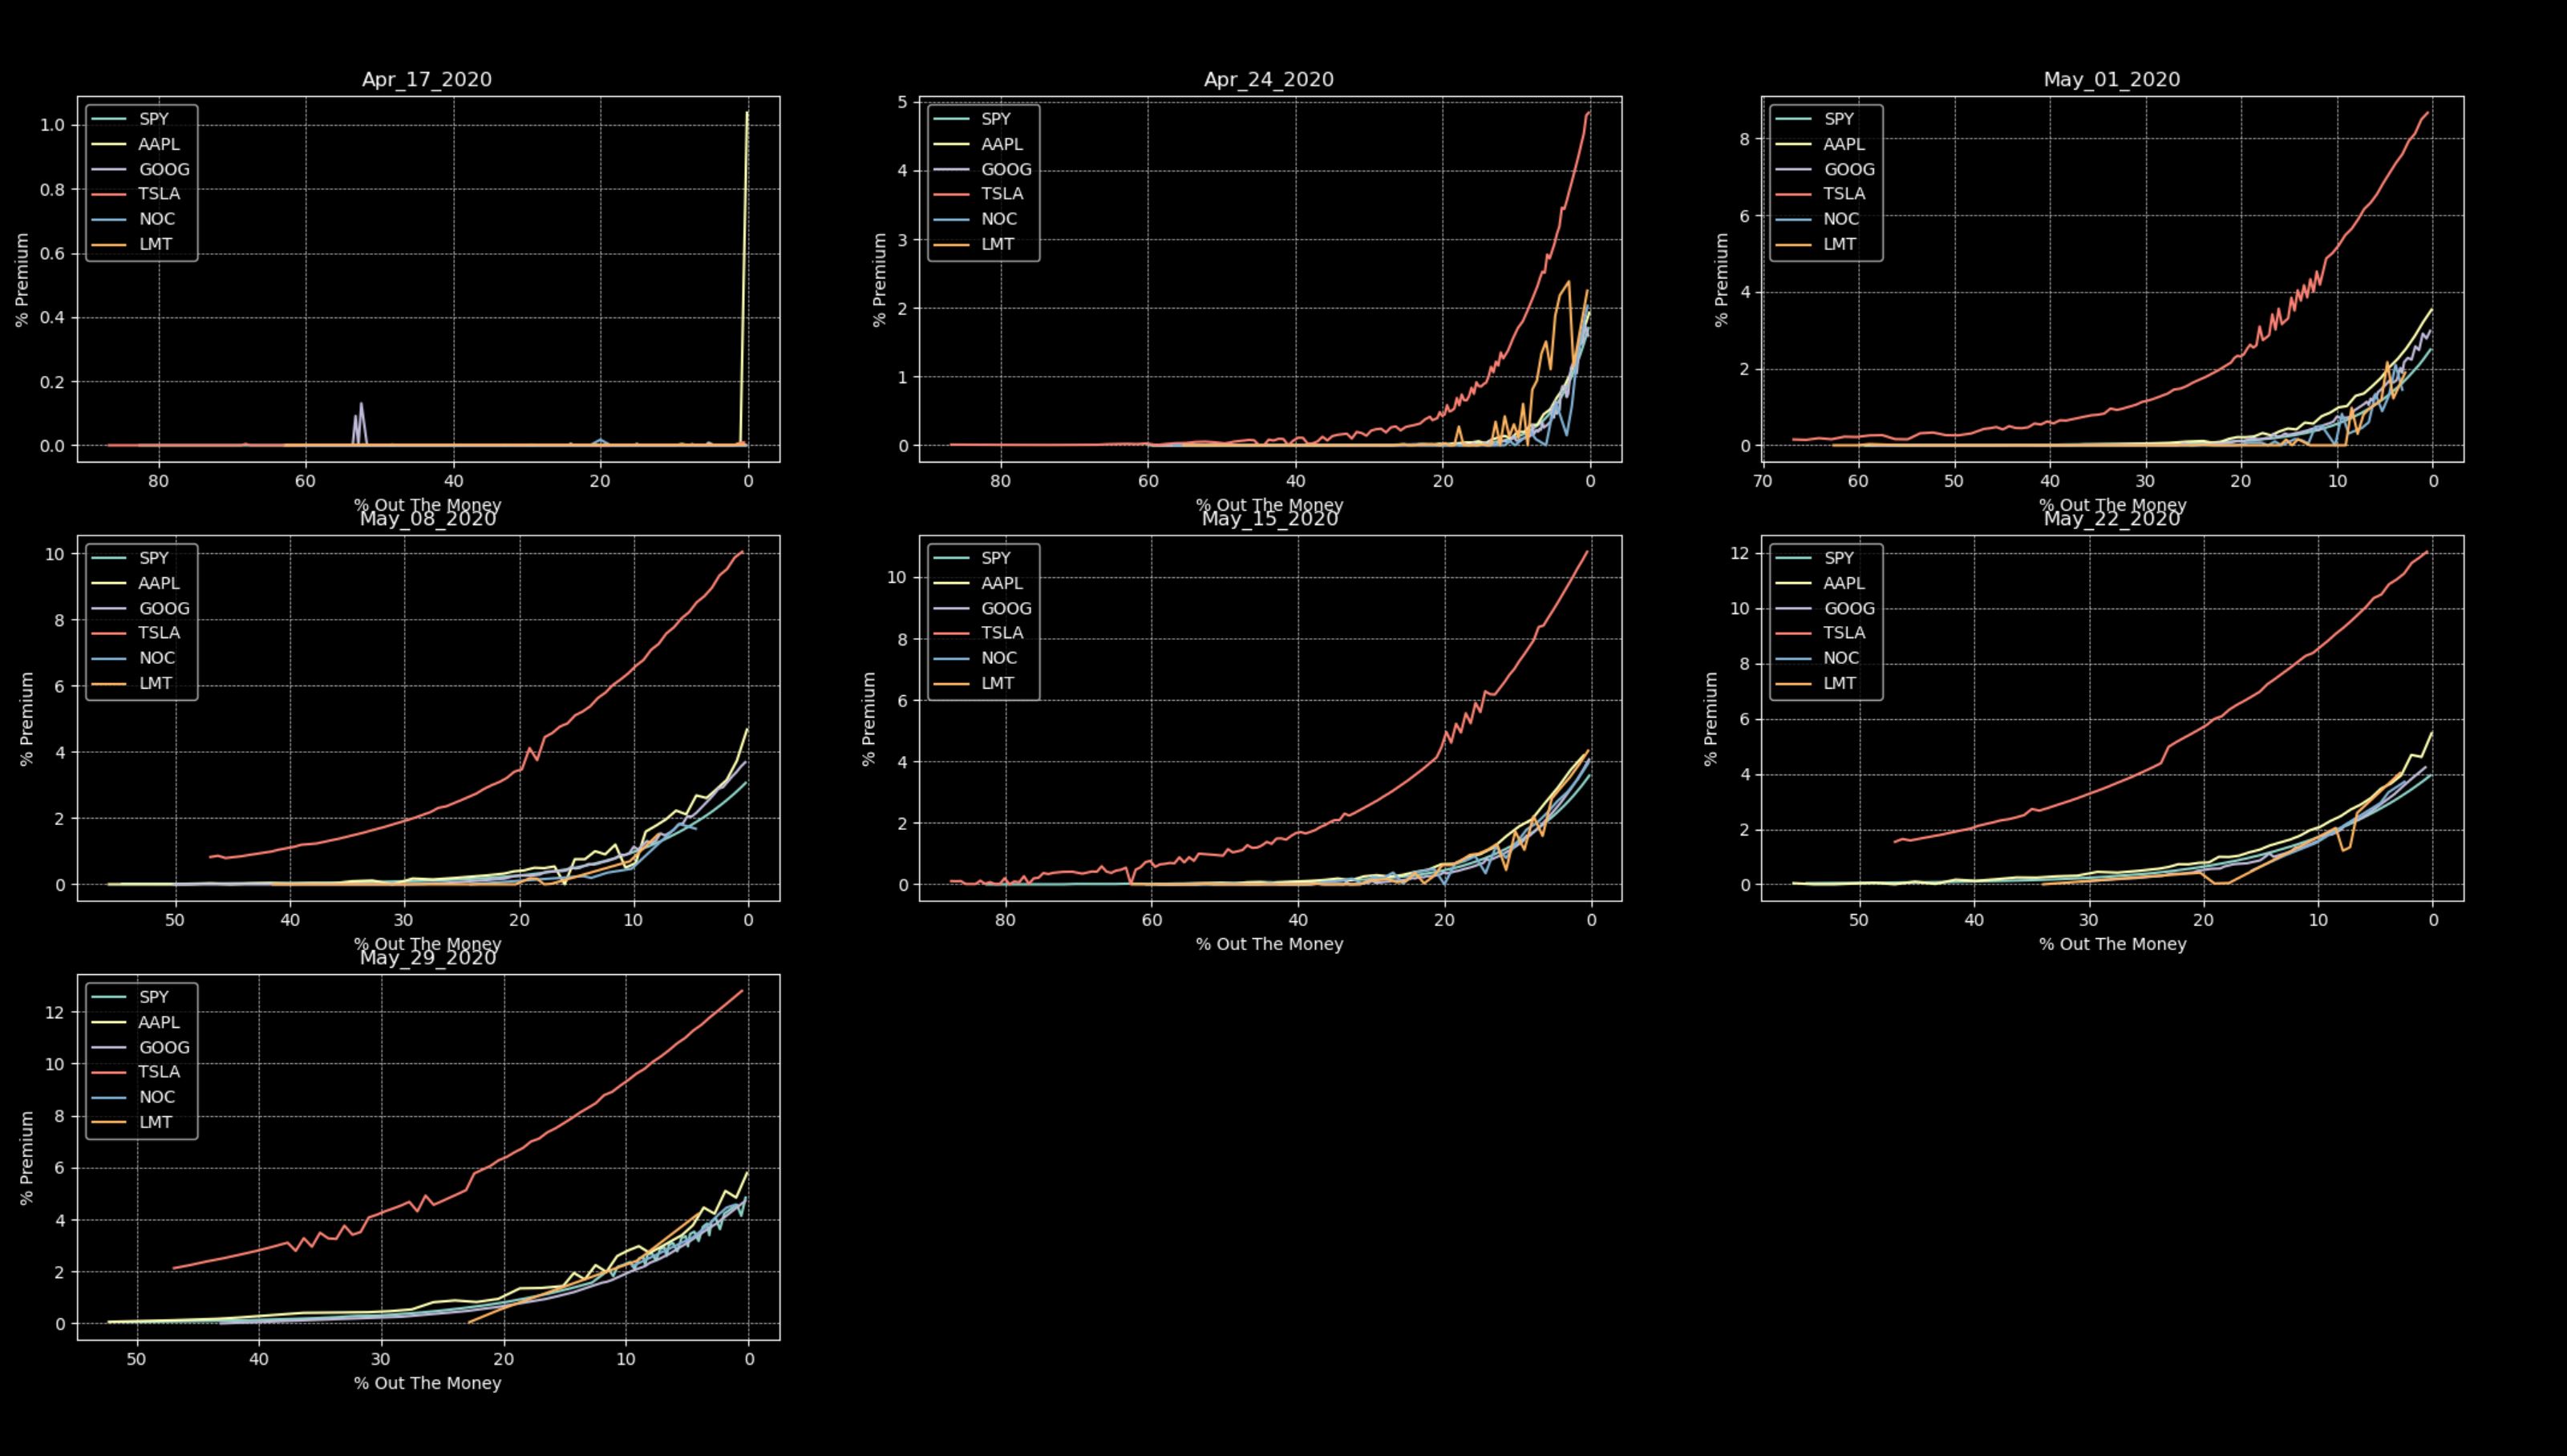 Apr_17_2020
SPY
AAPL
GOOG
TSLA
NOC
LMT
1.0
0.8
0.6
0.4
0.2
0.0
% Premium
80 60 40 20 0
% Out The Money
Apr_24_2020
SPY
AAPL
GOOG
TSLA
NOC
LMT
5
4
3
2
1
0
% Premium
80 60 40 20 0
% Out The Money
May_01_2020
SPY
AAPL
GOOG
TSLA
NOC
LMT
8
6
4
2
0
% Premium
70 60 50 40 30 20 10 0
% Out The Money
May_08_2020
SPY
AAPL
GOOG
TSLA
NOC
LMT
10
8
6
4
2
0
% Premium
50 40 30 20 10 0
% Out The Money
May_15_2020
SPY
AAPL
GOOG
TSLA
NOC
LMT
10
8
6
4
2
0
% Premium
80 60 40 20 0
% Out The Money
May_22_2020
SPY
AAPL
GOOG
TSLA
NOC
LMT
12
10
8
6
4
2
0
% Premium
50 40 30 20 10 0
% Out The Money
May_29_2020
SPY
AAPL
GOOG
TSLA
NOC
LMT
12
10
8
6
4
2
0
% Premium
50 40 30 20 10 0
% Out The Money